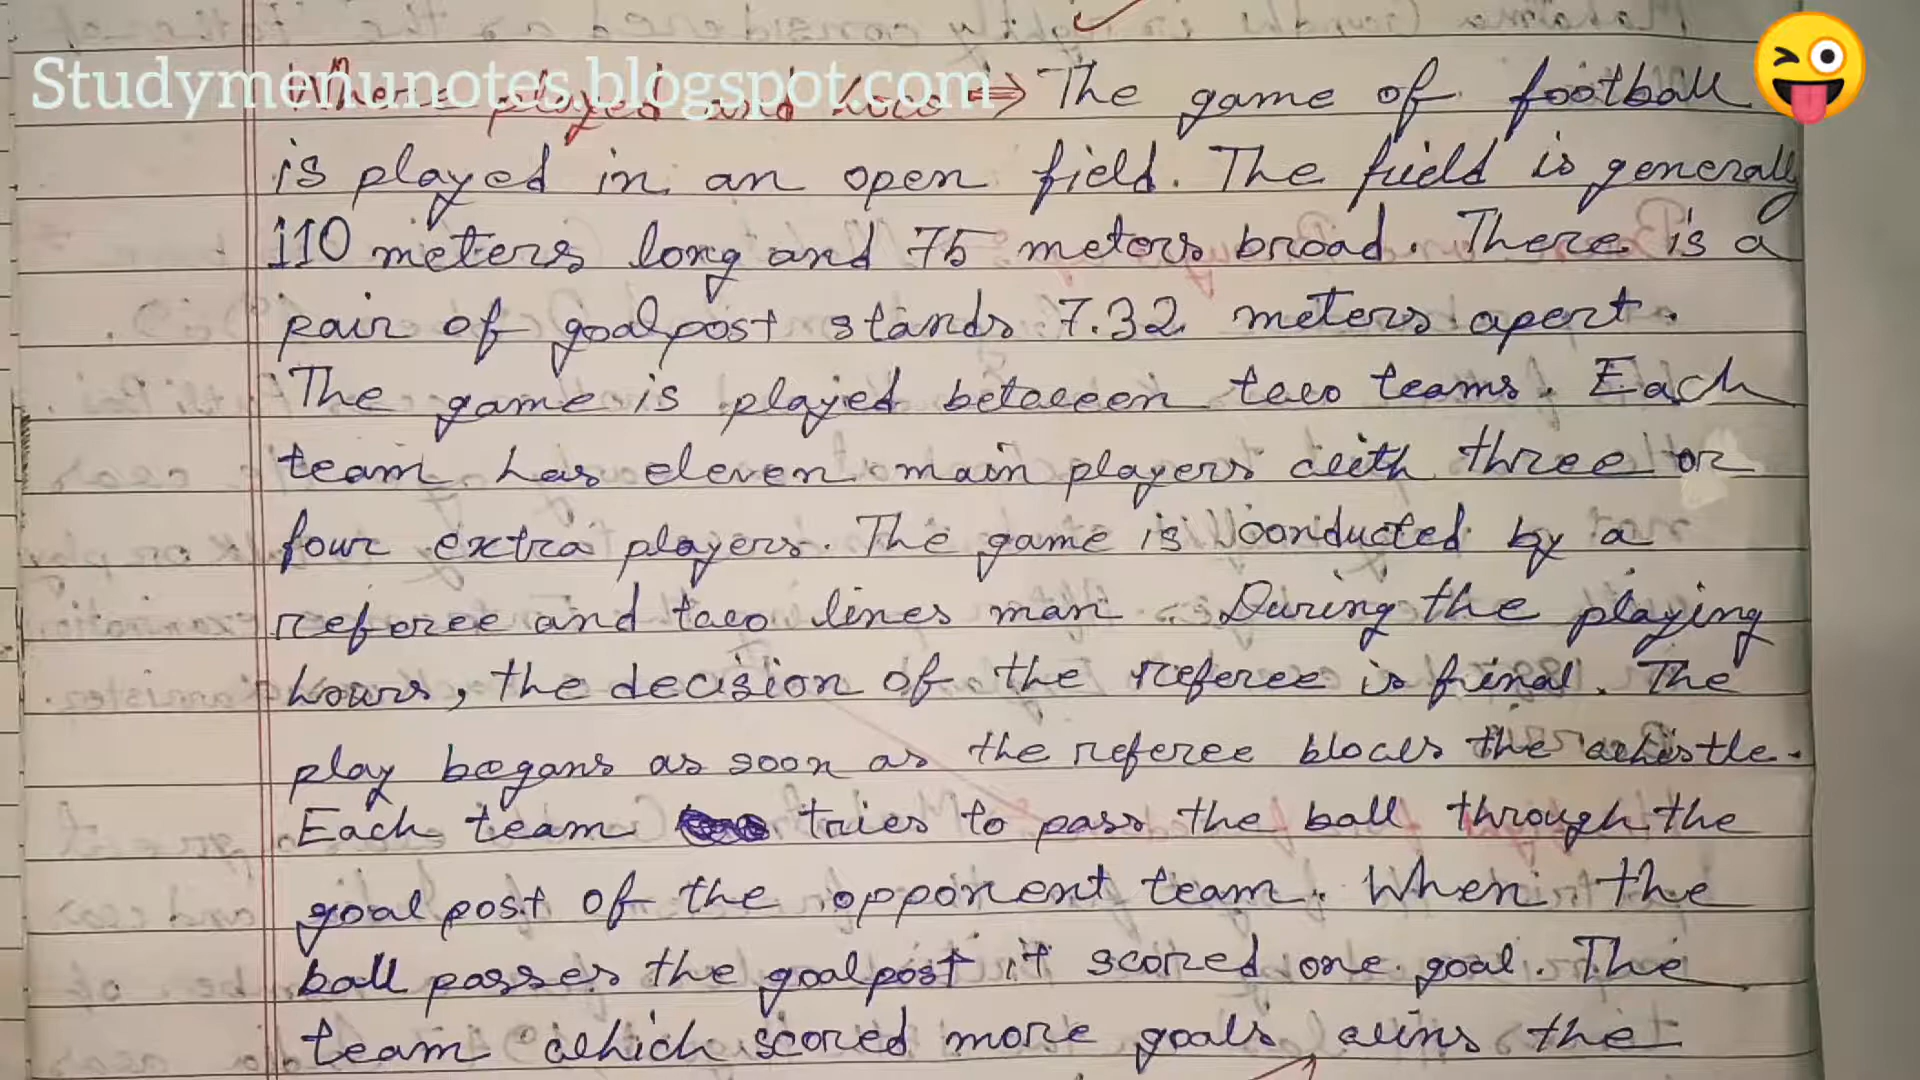 Studymenunotes.blogspot.com
Where played and how ⇒ The game of football
is played in an open field. The field is generally
110 meters long and 75 meters broad. There is a
pair of goalpost stands 7.32 meters apert.
The game is played between two teams. Each
team has eleven main players with three or
four extra players. The game is conducted by a
referee and two lines man. During the playing
hours, the decision of the referee is final. The
play begans as soon as the referee blows the whistle.
Each team tries to pass the ball through the
goal post of the opponent team. When the
ball passes the goalpost it scored one goal. The
team which scored more goals wins the